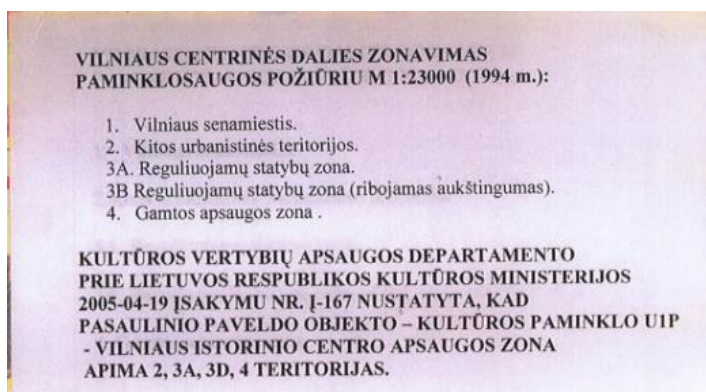 VILNIAUS CENTRINĖS DALIES ZONAVIMAS
PAMINKLOSAUGOS POŽIŪRIU M 1:23000 (1994 m.):
1. Vilniaus senamiestis.
2. Kitos urbanistinės teritorijos.
3A. Reguliuojamų statybų zona.
3B Reguliuojamų statybų zona (ribojamas aukštingumas).
4. Gamtos apsaugos zona .
KULTŪROS VERTYBIŲ APSAUGOS DEPARTAMENTO
PRIE LIETUVOS RESPUBLIKOS KULTŪROS MINISTERIJOS
2005-04-19 ĮSAKYMU NR. Į-167 NUSTATYTA, KAD
PASAULINIO PAVELDO OBJEKTO – KULTŪROS PAMINKLO U1P
- VILNIAUS ISTORINIO CENTRO APSAUGOS ZONA
APIMA 2, 3A, 3D, 4 TERITORIJAS.